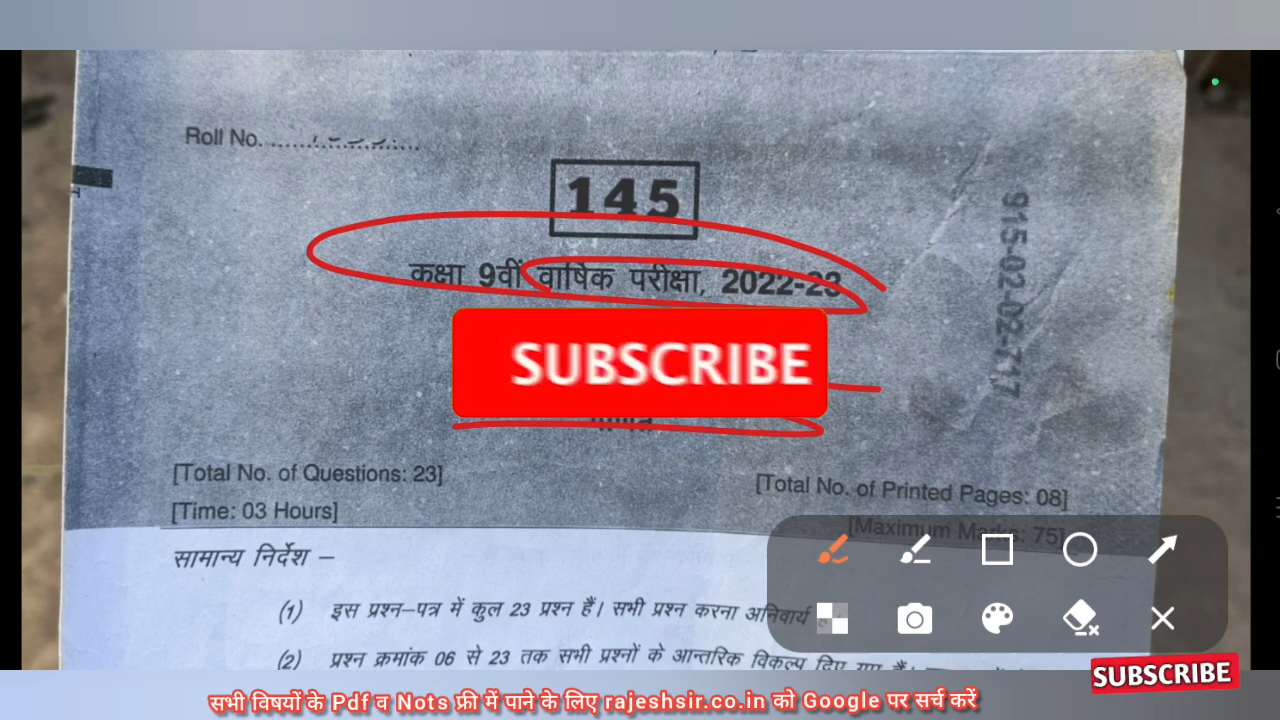 Roll No.
145
कक्षा 9वीं वार्षिक परीक्षा, 2022-23
915-02-02-717
SUBSCRIBE
[Total No. of Questions: 23]
[Total No. of Printed Pages: 08]
[Time: 03 Hours]
[Maximum Marks: 75]
सामान्य निर्देश –
(1) इस प्रश्न–पत्र में कुल 23 प्रश्न हैं। सभी प्रश्न करना अनिवार्य
(2) प्रश्न क्रमांक 06 से 23 तक सभी प्रश्नों के आन्तरिक विकल्प दिए गए हैं।
SUBSCRIBE
सभी विषयों के Pdf व Nots फ्री में पाने के लिए rajeshsir.co.in को Google पर सर्च करें